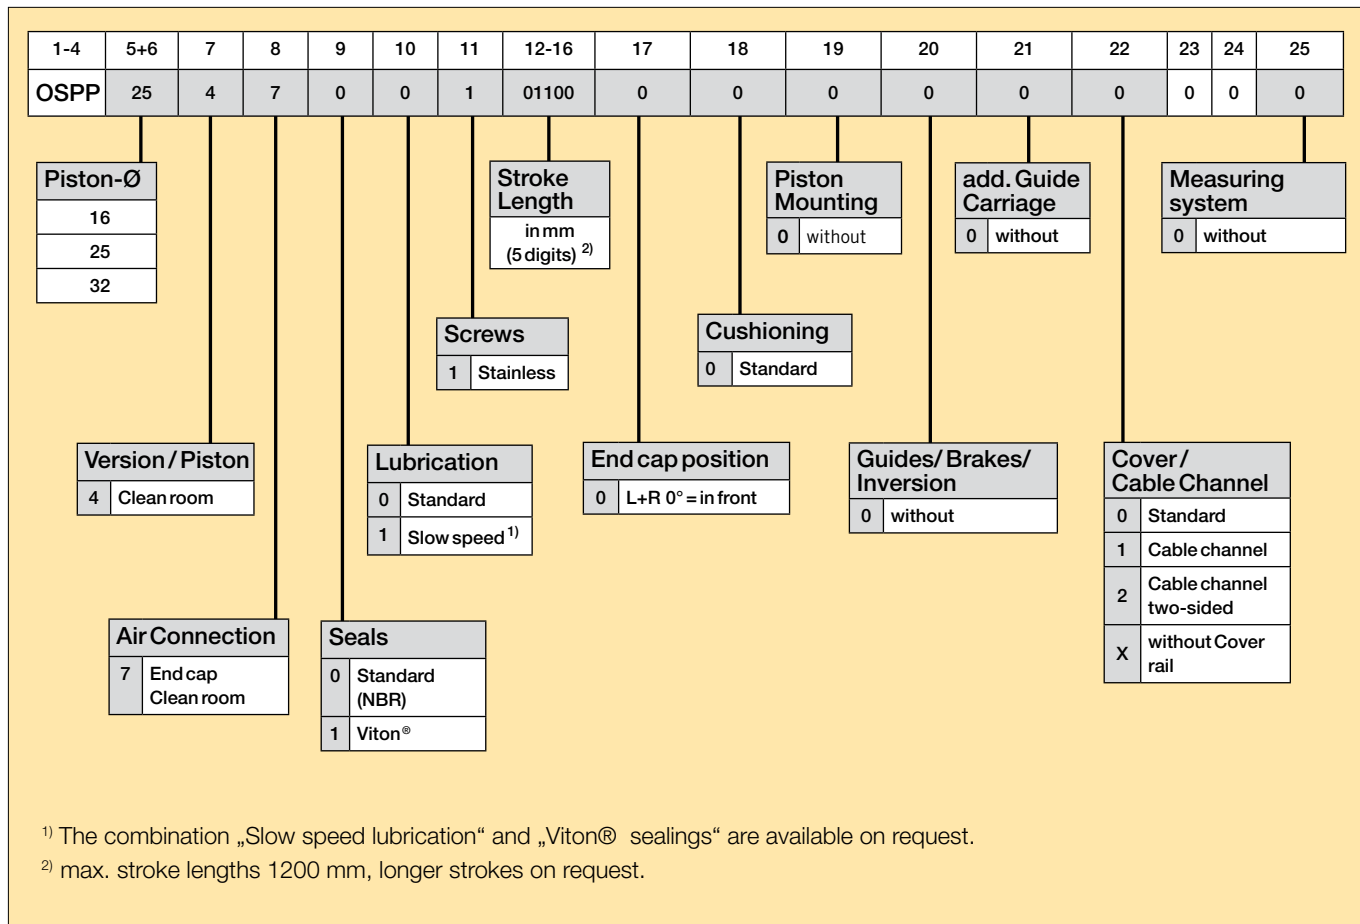 1-4 5+6 7 8 9 10 11 12-16 17 18 19 20 21 22 23 24 25
OSPP 25 4 7 0 0 1 01100 0 0 0 0 0 0 0 0 0
Piston-Ø
16
25
32
Stroke
Length
in mm
(5 digits) 2)
Piston
Mounting
0 without
add. Guide
Carriage
0 without
Measuring
system
0 without
Screws
1 Stainless
Cushioning
0 Standard
Version / Piston
4 Clean room
Lubrication
0 Standard
1 Slow speed 1)
End cap position
0 L+R 0° = in front
Guides/ Brakes/
Inversion
0 without
Cover /
Cable Channel
0 Standard
1 Cable channel
2 Cable channel
two-sided
X without Cover
rail
Air Connection
7 End cap
Clean room
Seals
0 Standard
(NBR)
1 Viton®
1) The combination „Slow speed lubrication“ and „Viton® sealings“ are available on request.
2) max. stroke lengths 1200 mm, longer strokes on request.